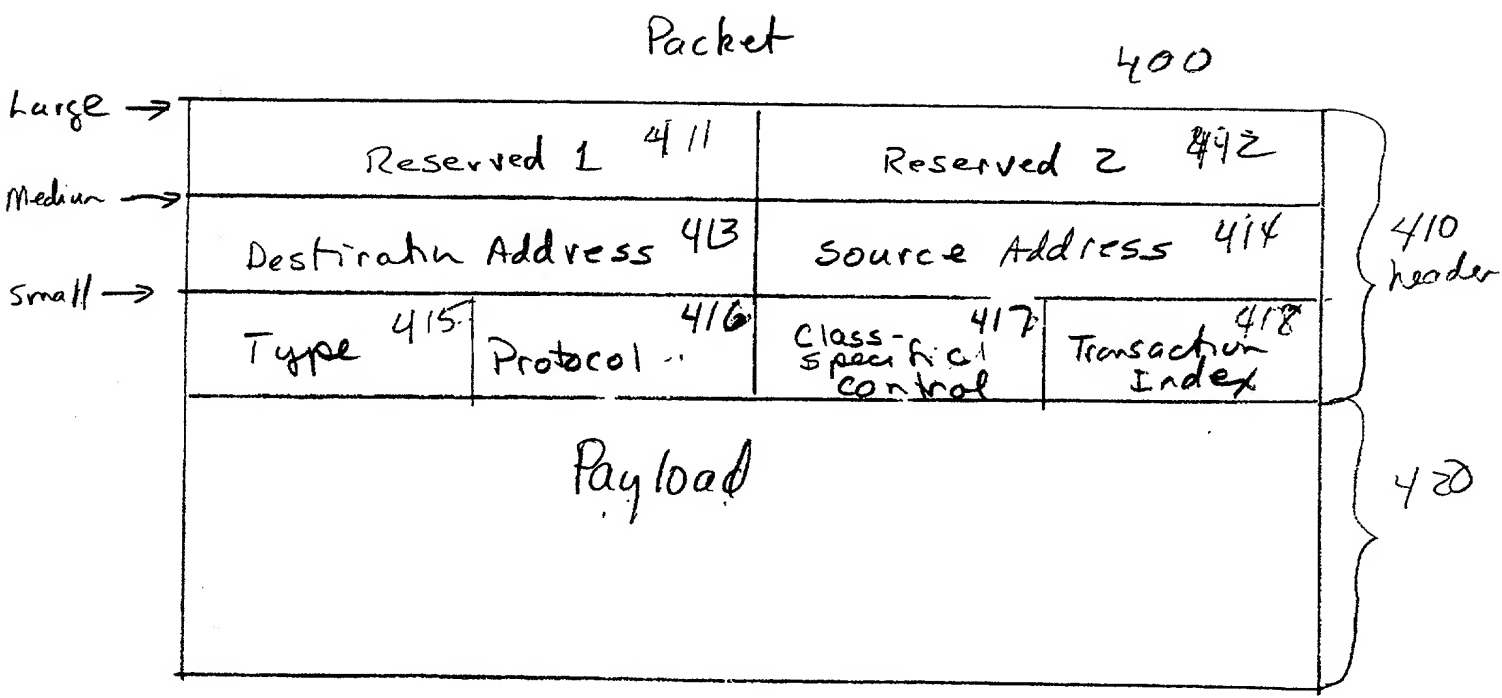 Packet
400
Large →
Reserved 1 411
Reserved 2 412
Medium →
Destination Address 413
Source Address 414
410
header
Small →
Type 415
Protocol 416
Class- 417
specific
control
Transaction 418
Index
Payload
420